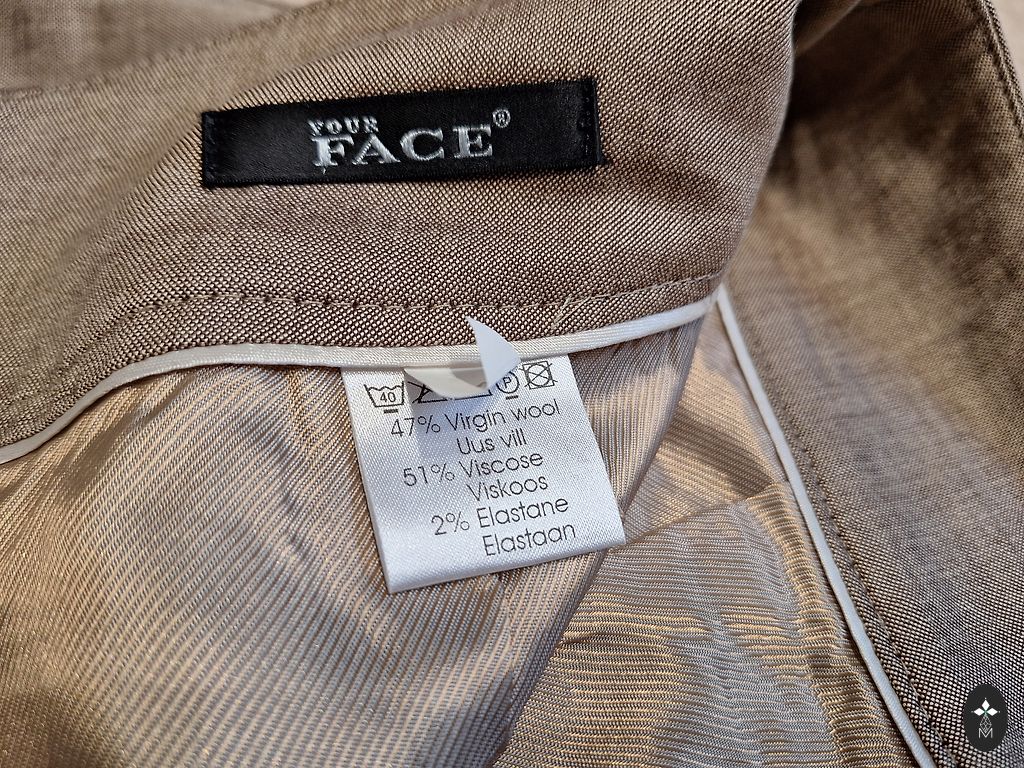 YOUR
FACE®
40 P
47% Virgin wool
Uus vill
51% Viscose
Viskoos
2% Elastane
Elastaan
M